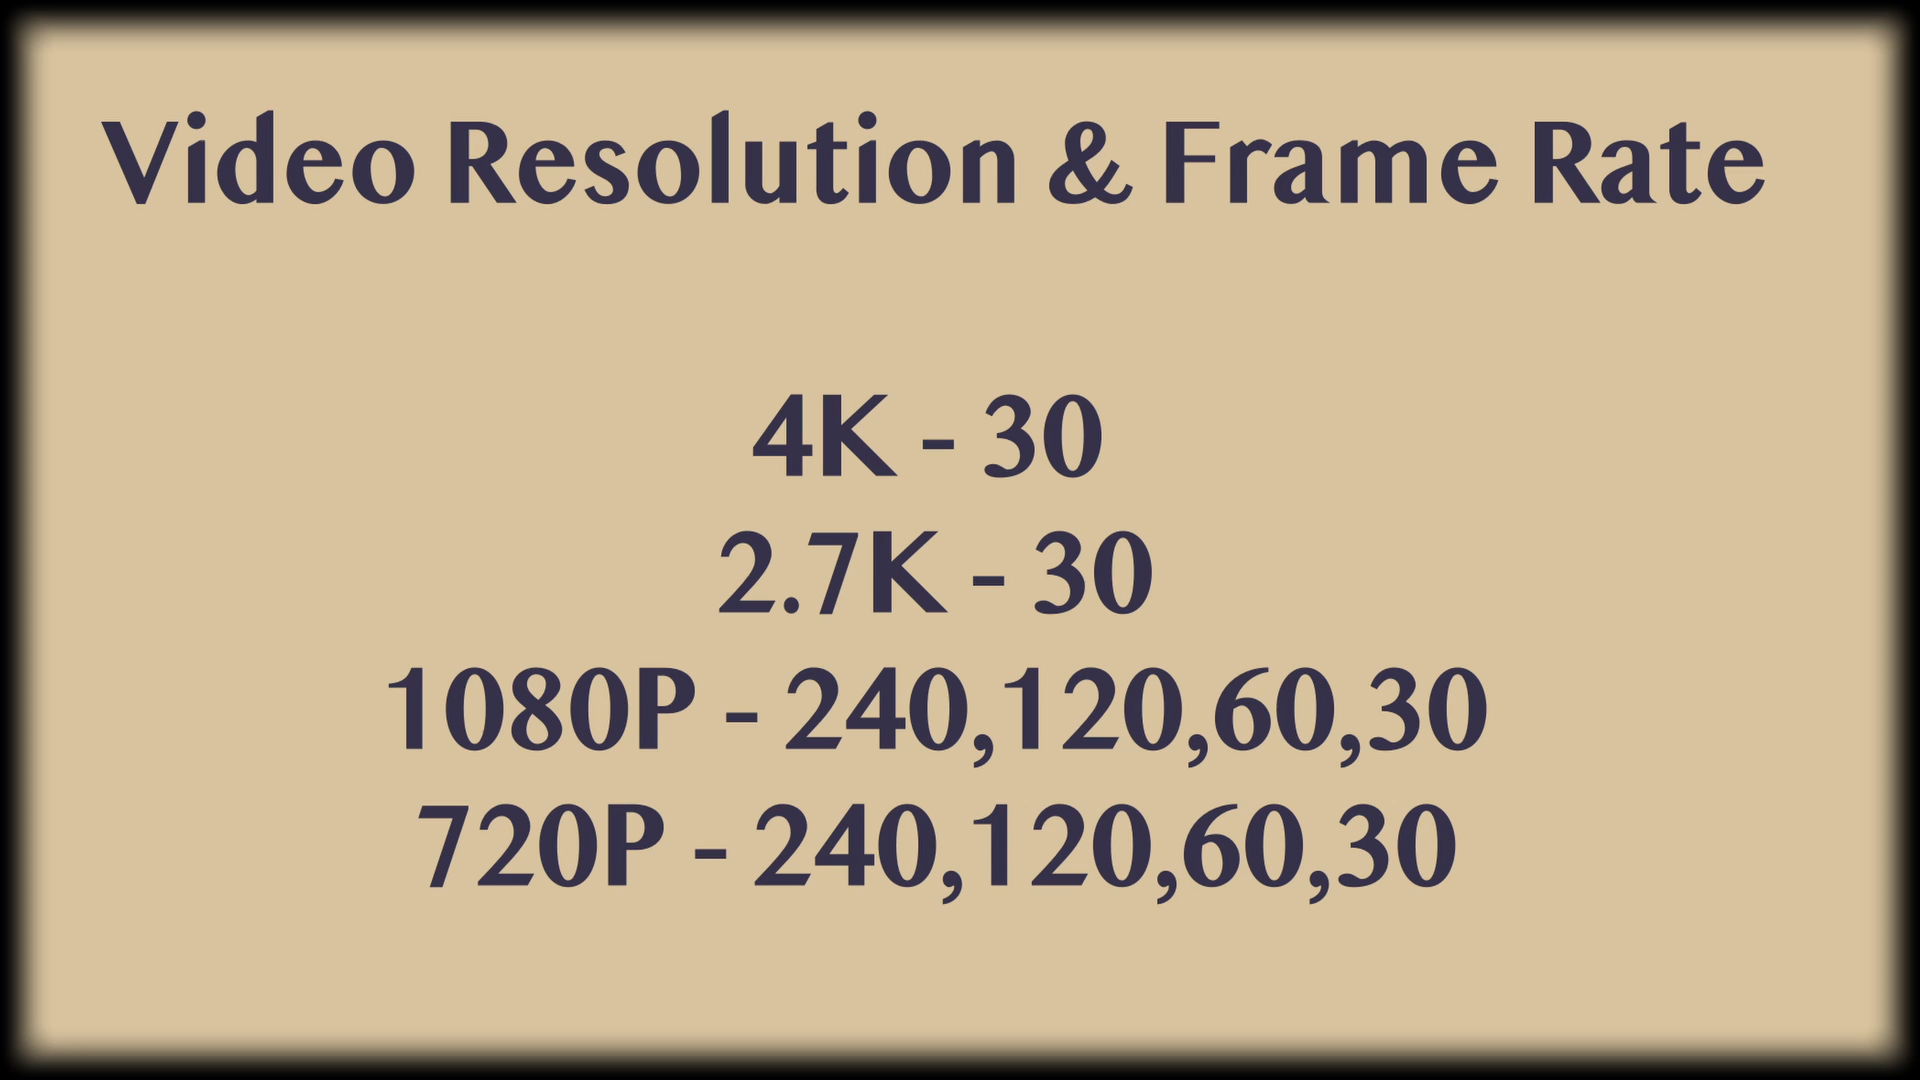 Video Resolution & Frame Rate
4K - 30
2.7K - 30
1080P - 240,120,60,30
720P - 240,120,60,30